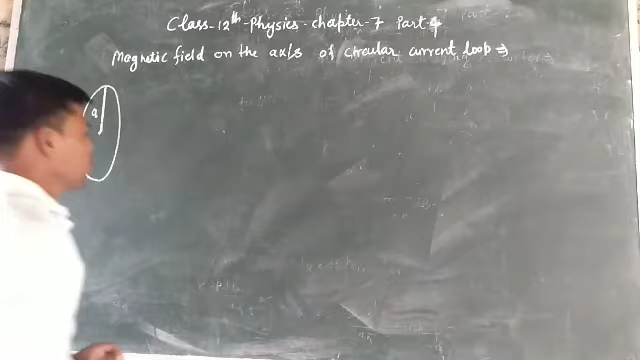 Class-12th-Physics-chapter-7 Part 4
Magnetic field on the axis of circular current loop ⇒
a